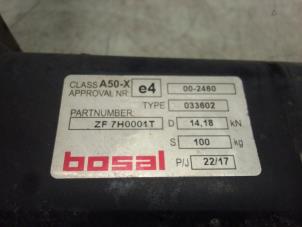 CLASS A50-X e4 00-2460
APPROVAL NR
TYPE 033602
PARTNUMBER:
ZF 7H0001T D 14,18 kN
S 100 kg
bosal P/J 22/17